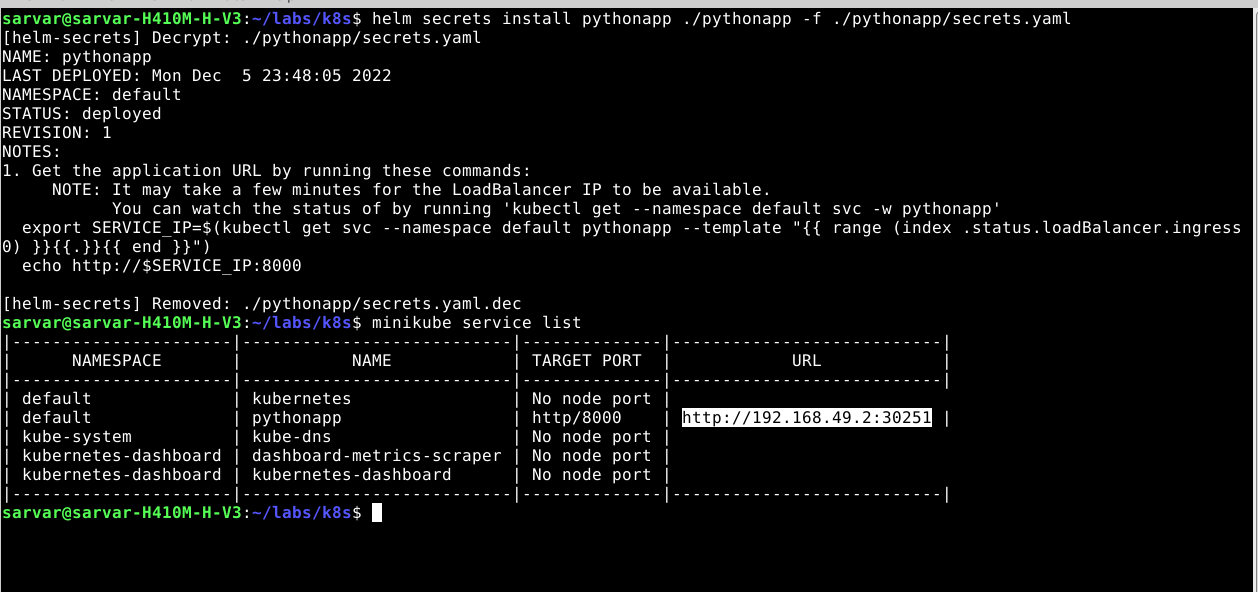 sarvar@sarvar-H410M-H-V3:~/labs/k8s$ helm secrets install pythonapp ./pythonapp -f ./pythonapp/secrets.yaml
[helm-secrets] Decrypt: ./pythonapp/secrets.yaml
NAME: pythonapp
LAST DEPLOYED: Mon Dec  5 23:48:05 2022
NAMESPACE: default
STATUS: deployed
REVISION: 1
NOTES:
1. Get the application URL by running these commands:
     NOTE: It may take a few minutes for the LoadBalancer IP to be available.
           You can watch the status of by running 'kubectl get --namespace default svc -w pythonapp'
  export SERVICE_IP=$(kubectl get svc --namespace default pythonapp --template "{{ range (index .status.loadBalancer.ingress
0) }}{{.}}{{ end }}")
  echo http://$SERVICE_IP:8000

[helm-secrets] Removed: ./pythonapp/secrets.yaml.dec
sarvar@sarvar-H410M-H-V3:~/labs/k8s$ minikube service list
|----------------------|---------------------------|--------------|---------------------------|
|      NAMESPACE       |           NAME            | TARGET PORT  |            URL            |
|----------------------|---------------------------|--------------|---------------------------|
| default              | kubernetes                | No node port |
| default              | pythonapp                 | http/8000    | http://192.168.49.2:30251 |
| kube-system          | kube-dns                  | No node port |
| kubernetes-dashboard | dashboard-metrics-scraper | No node port |
| kubernetes-dashboard | kubernetes-dashboard      | No node port |
|----------------------|---------------------------|--------------|---------------------------|
sarvar@sarvar-H410M-H-V3:~/labs/k8s$